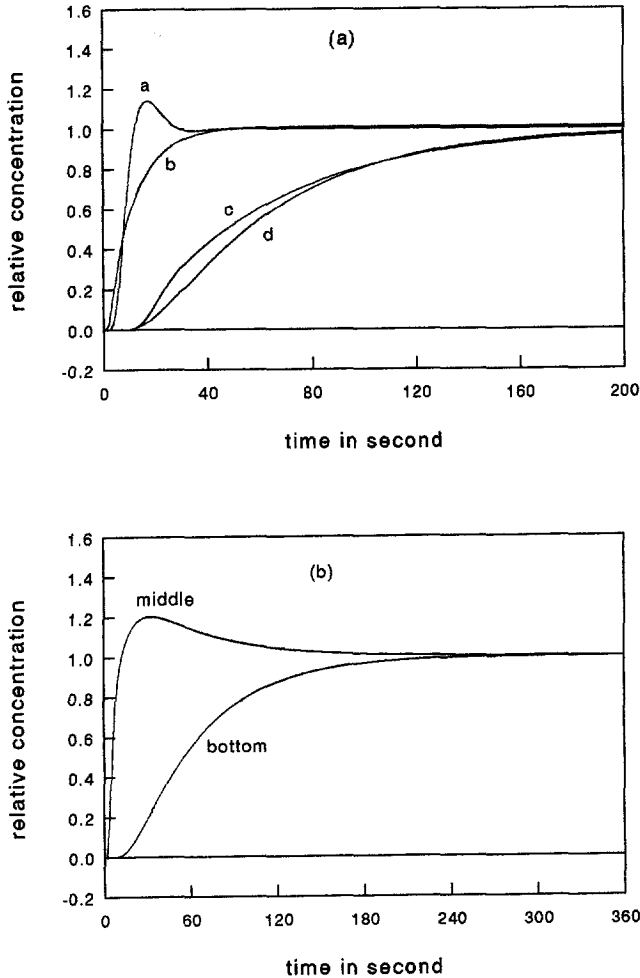 1.6
(a)
1.4
a
1.2
1.0
b
0.8
c
0.6
d
0.4
0.2
0.0
-0.2
0 40 80 120 160 200
relative concentration
time in second
1.6
(b)
1.4
middle
1.2
1.0
0.8
bottom
0.6
0.4
0.2
0.0
-0.2
0 60 120 180 240 300 360
relative concentration
time in second